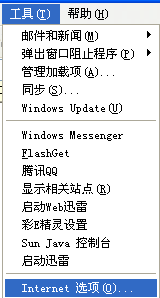 工具(T) 帮助(H)
邮件和新闻(M)
弹出窗口阻止程序(P)
管理加载项(A)...
同步(S)...
Windows Update(U)
Windows Messenger
FlashGet
腾讯QQ
显示相关站点(R)
启动Web迅雷
彩E精灵设置
Sun Java 控制台
启动迅雷
Internet 选项(O)...